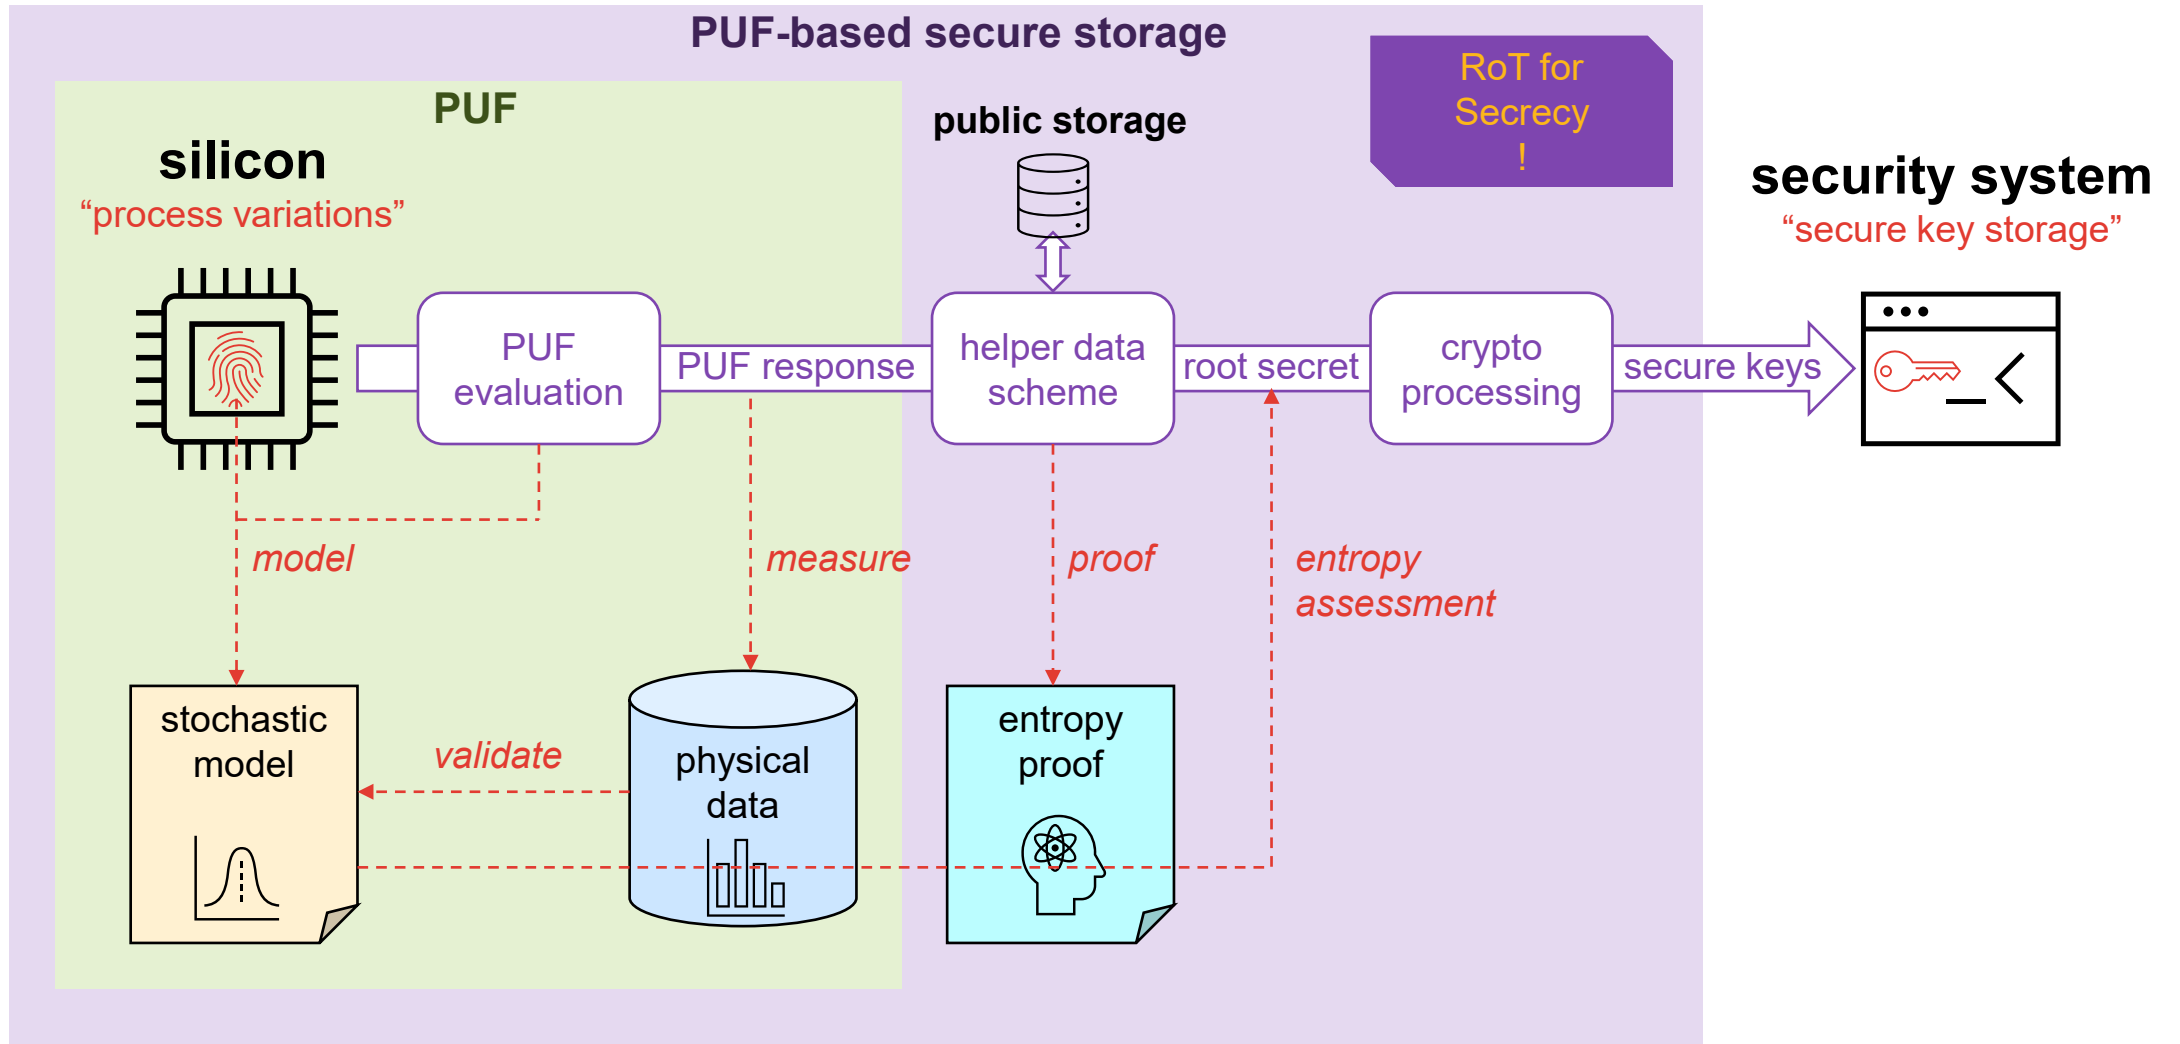 PUF-based secure storage
RoT for
Secrecy
!
PUF
public storage
silicon
“process variations”
security system
“secure key storage”
PUF
evaluation
PUF response
helper data
scheme
root secret
crypto
processing
secure keys
model
measure
proof
entropy
assessment
stochastic
model
validate
physical
data
entropy
proof